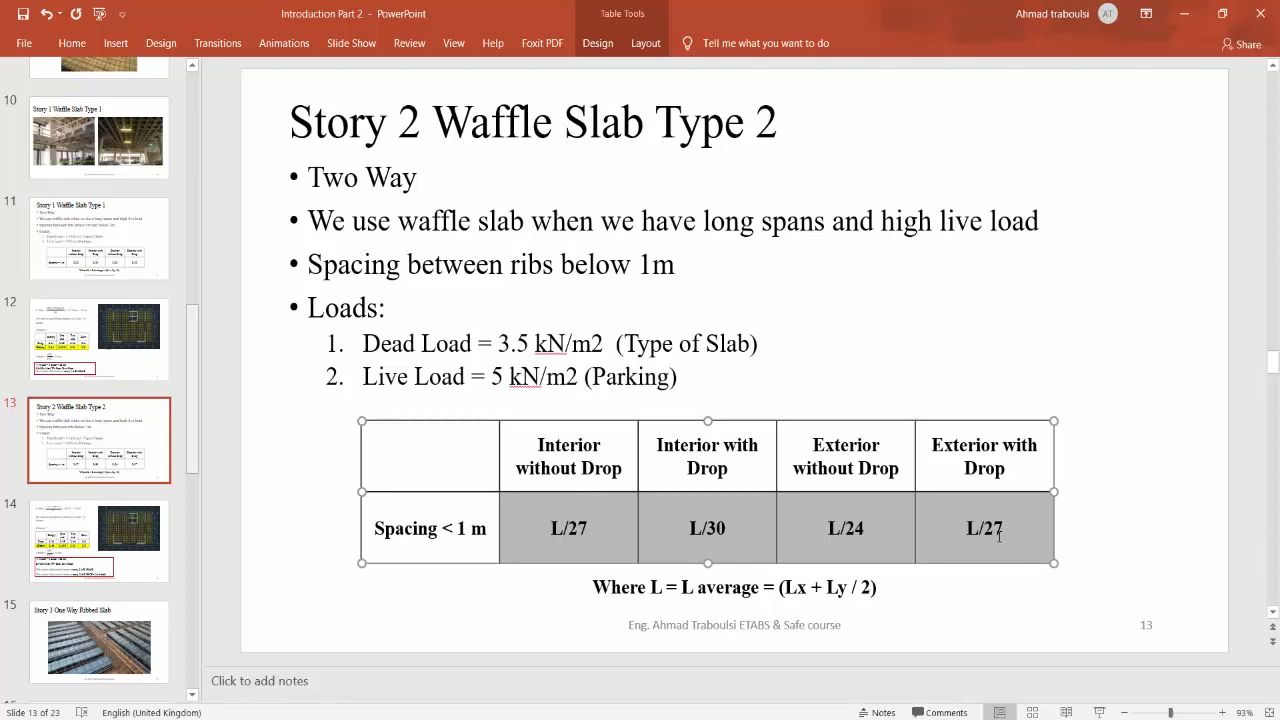 Introduction Part 2 - PowerPoint
Table Tools
Ahmad traboulsi
AT
File Home Insert Design Transitions Animations Slide Show Review View Help Foxit PDF Design Layout Tell me what you want to do
Share
10
Story 1 Waffle Slab Type 1
11
Story 1 Waffle Slab Type 1
12
13
Story 2 Waffle Slab Type 2
14
15
Story 3 One Way Ribbed Slab
Story 2 Waffle Slab Type 2
• Two Way
• We use waffle slab when we have long spans and high live load
• Spacing between ribs below 1m
• Loads:
1. Dead Load = 3.5 kN/m2 (Type of Slab)
2. Live Load = 5 kN/m2 (Parking)
Interior without Drop
Interior with Drop
Exterior without Drop
Exterior with Drop
Spacing < 1 m L/27 L/30 L/24 L/27
Where L = L average = (Lx + Ly / 2)
Eng. Ahmad Traboulsi ETABS & Safe course
13
Click to add notes
Slide 13 of 23 English (United Kingdom) Notes Comments 93%